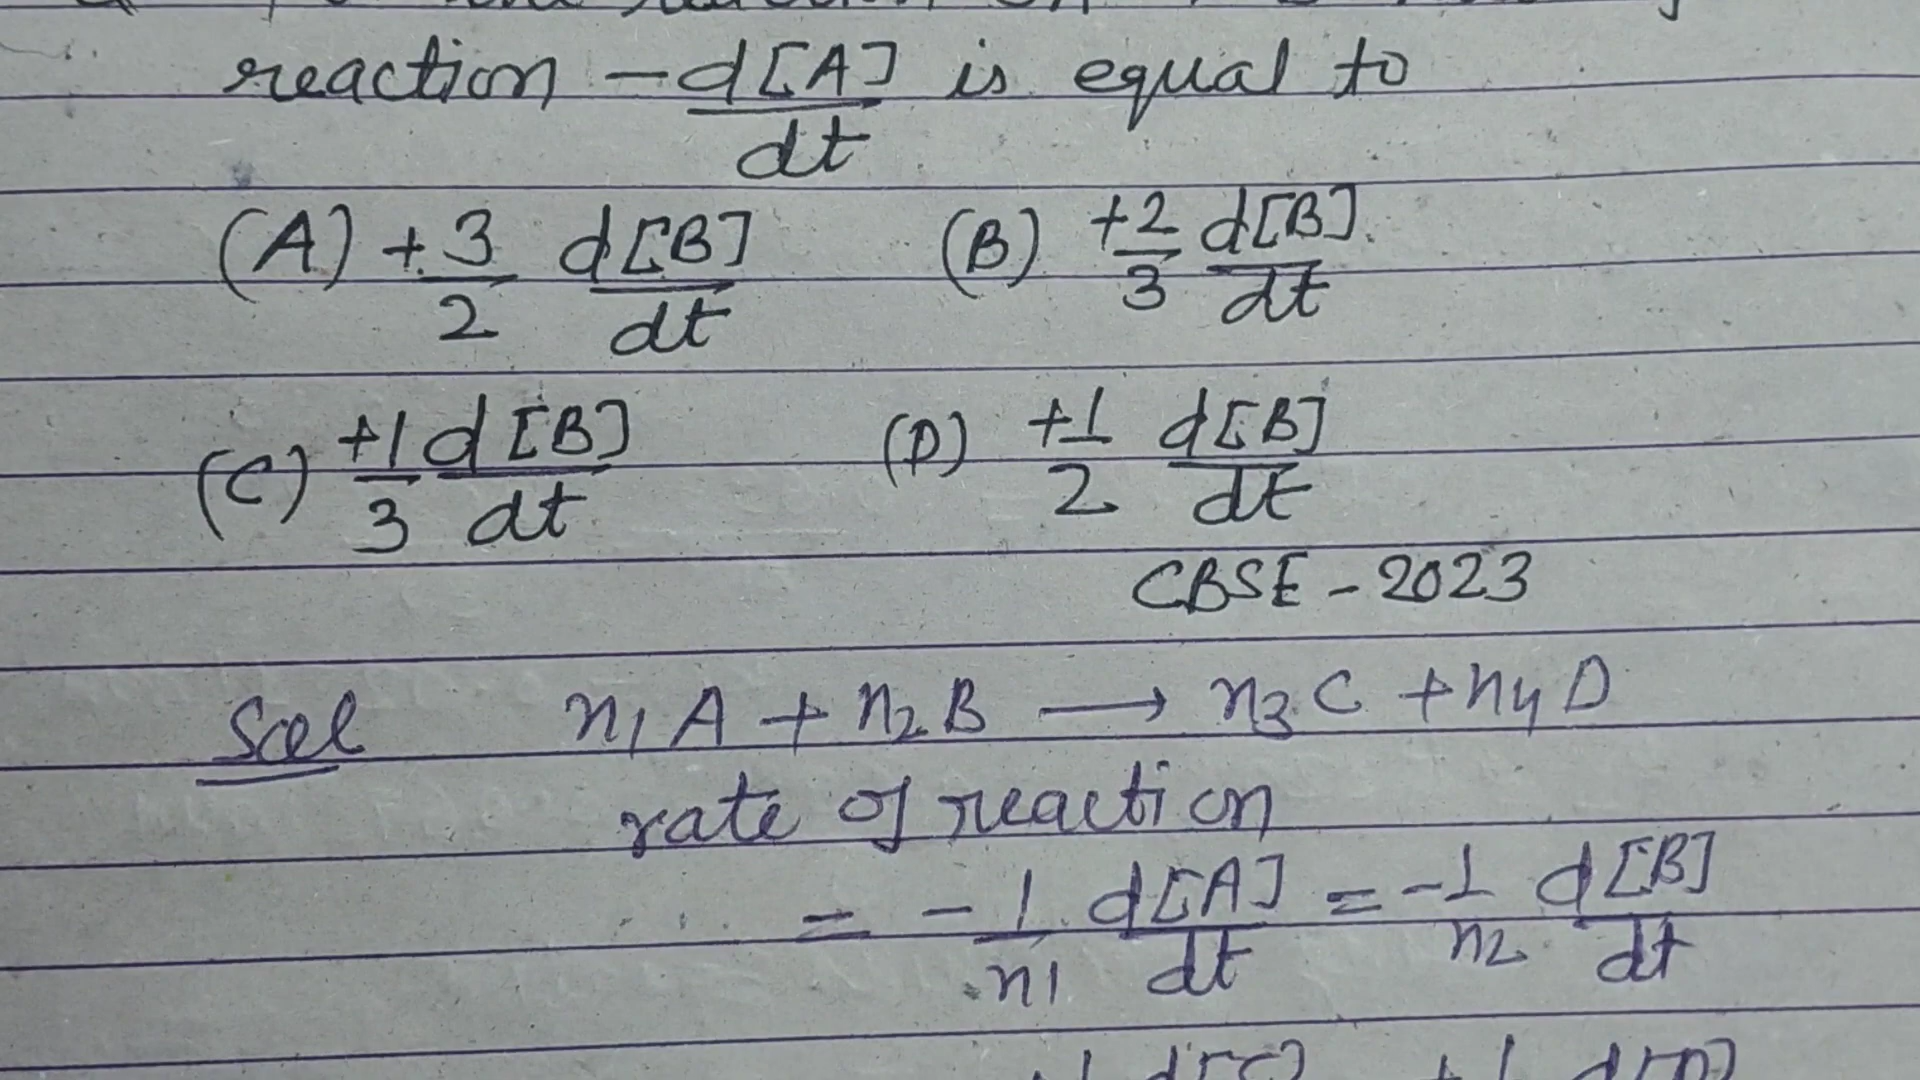 reaction -d[A]/dt is equal to
(A) +3/2 d[B]/dt (B) +2/3 d[B]/dt
(C) +1/3 d[B]/dt (D) +1/2 d[B]/dt
CBSE - 2023
Sol n1A + n2B → n3C + n4D
rate of reaction
= -1/n1 d[A]/dt = -1/n2 d[B]/dt